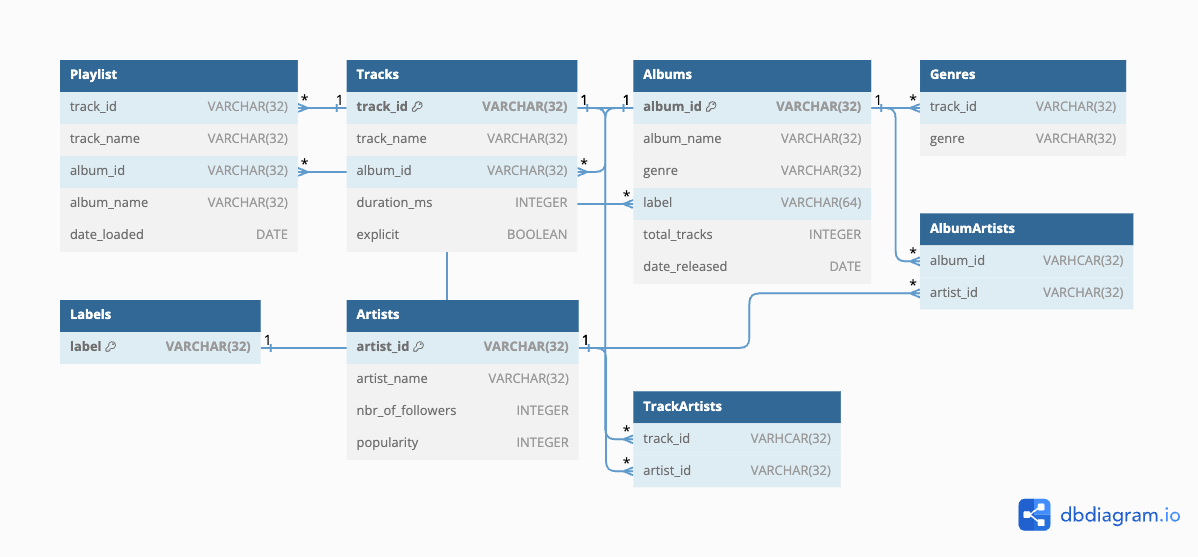 Playlist
track_id VARCHAR(32)
track_name VARCHAR(32)
album_id VARCHAR(32)
album_name VARCHAR(32)
date_loaded DATE
* 1
*
Tracks
track_id VARCHAR(32)
track_name VARCHAR(32)
album_id VARCHAR(32)
duration_ms INTEGER
explicit BOOLEAN
1 1
*
*
Albums
album_id VARCHAR(32)
album_name VARCHAR(32)
genre VARCHAR(32)
label VARCHAR(64)
total_tracks INTEGER
date_released DATE
1 *
Genres
track_id VARCHAR(32)
genre VARCHAR(32)
AlbumArtists
* album_id VARHCAR(32)
* artist_id VARCHAR(32)
Labels
label VARCHAR(32)
1
Artists
artist_id VARCHAR(32)
artist_name VARCHAR(32)
nbr_of_followers INTEGER
popularity INTEGER
1
TrackArtists
* track_id VARHCAR(32)
* artist_id VARCHAR(32)
dbdiagram.io